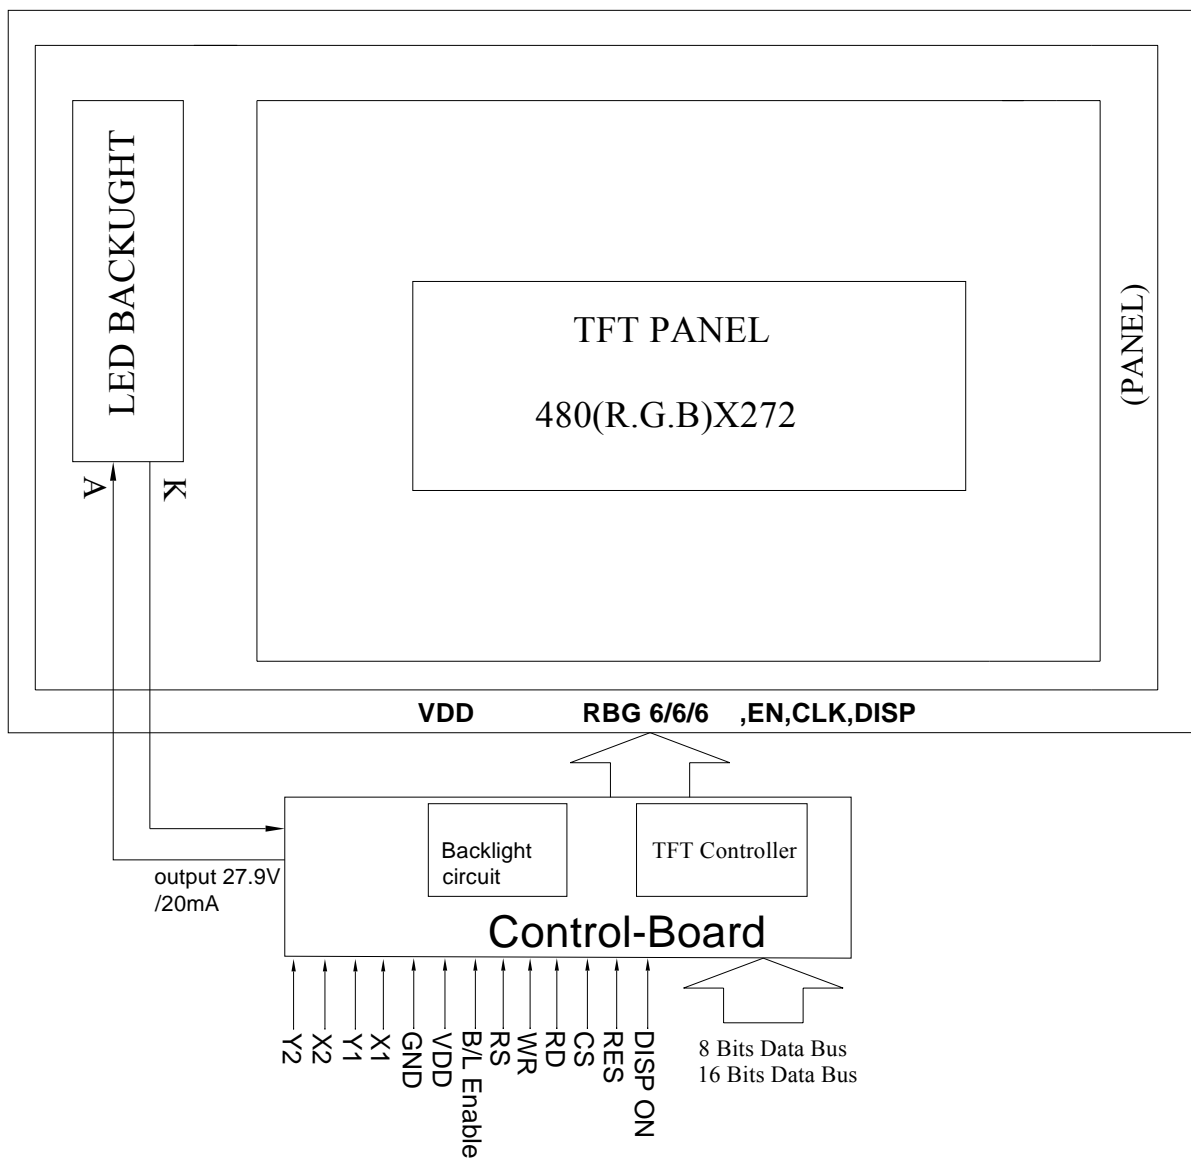 LED BACKUGHT
TFT PANEL
480(R.G.B)X272
(PANEL)
A
K
VDD RBG 6/6/6 ,EN,CLK,DISP
Backlight
circuit
TFT Controller
output 27.9V
/20mA
Control-Board
Y2
X2
Y1
X1
GND
VDD
B/L Enable
RS
WR
RD
CS
RES
DISP ON
8 Bits Data Bus
16 Bits Data Bus